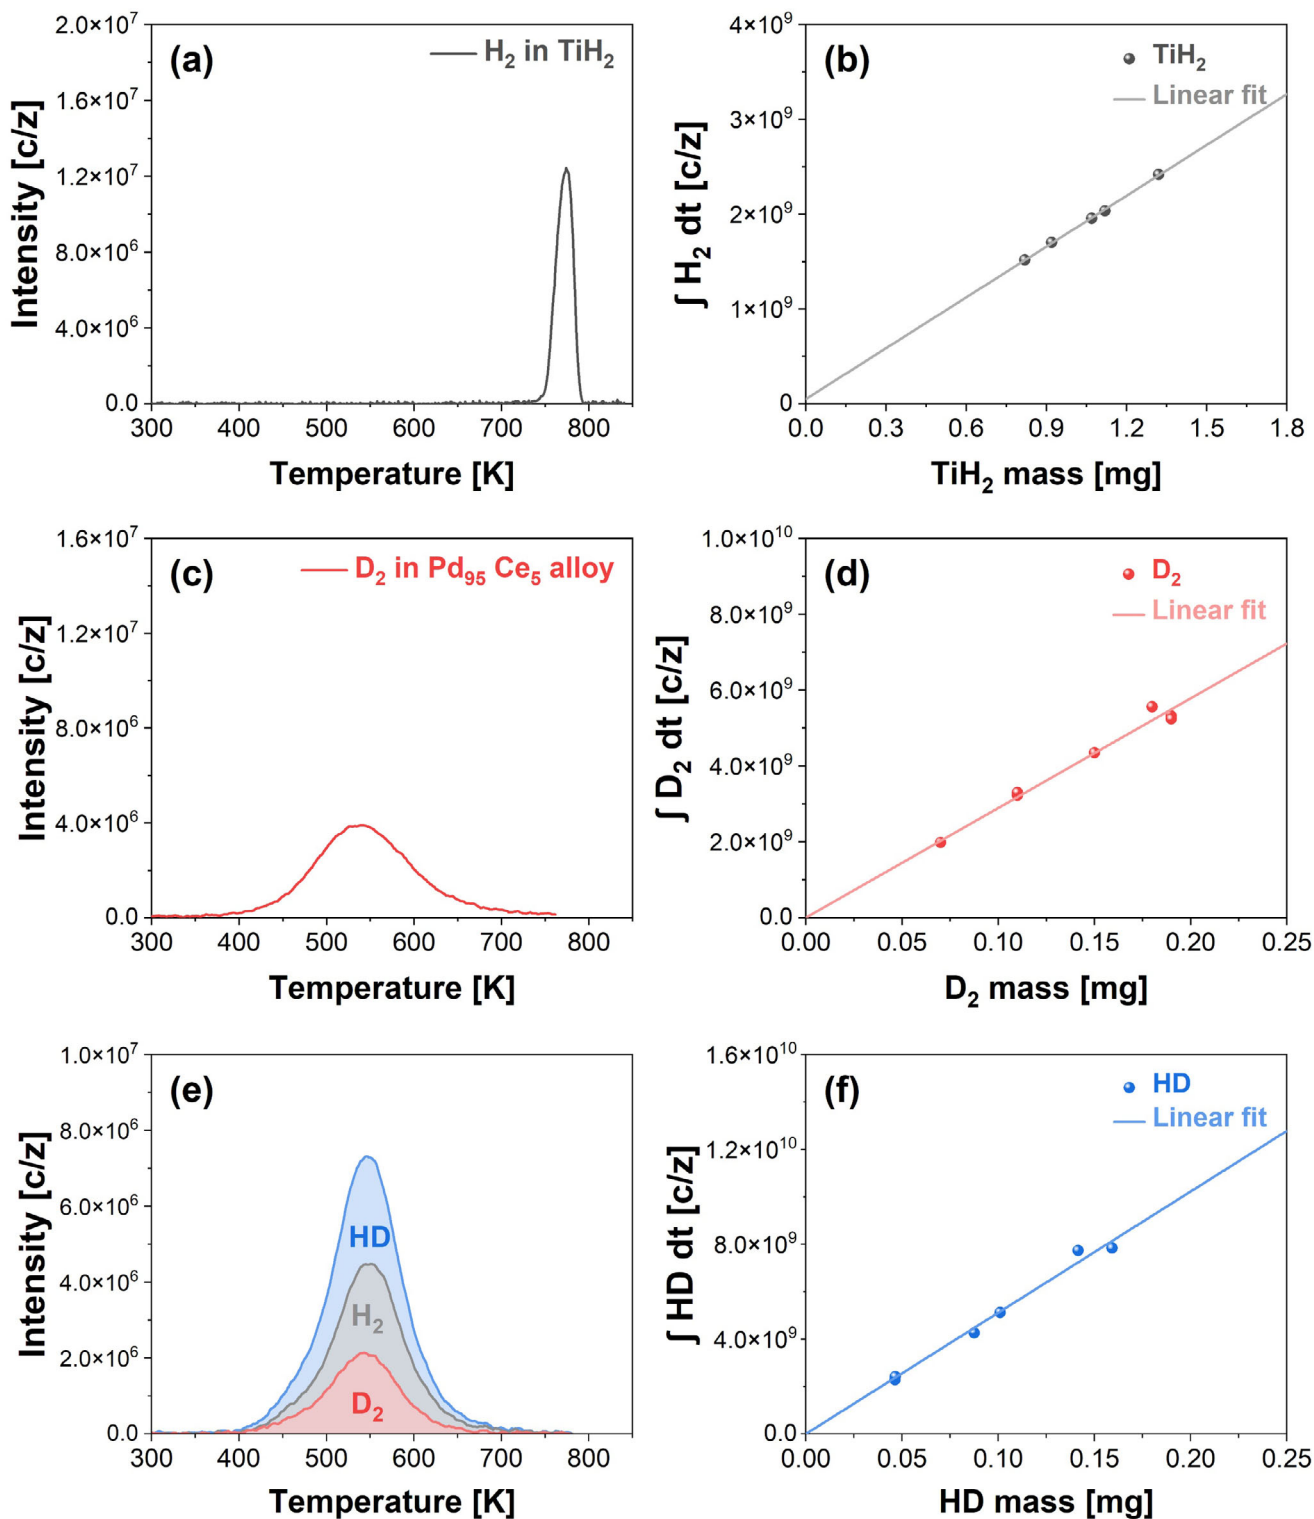 (a)
H₂ in TiH₂
2.0×10⁷
1.6×10⁷
1.2×10⁷
8.0×10⁶
4.0×10⁶
0.0
Intensity [c/z]
300 400 500 600 700 800
Temperature [K]
(b)
TiH₂
Linear fit
4×10⁹
3×10⁹
2×10⁹
1×10⁹
0
∫ H₂ dt [c/z]
0.0 0.3 0.6 0.9 1.2 1.5 1.8
TiH₂ mass [mg]
(c)
D₂ in Pd₉₅ Ce₅ alloy
1.6×10⁷
1.2×10⁷
8.0×10⁶
4.0×10⁶
0.0
Intensity [c/z]
300 400 500 600 700 800
Temperature [K]
(d)
D₂
Linear fit
1.0×10¹⁰
8.0×10⁹
6.0×10⁹
4.0×10⁹
2.0×10⁹
0.0
∫ D₂ dt [c/z]
0.00 0.05 0.10 0.15 0.20 0.25
D₂ mass [mg]
(e)
1.0×10⁷
8.0×10⁶
6.0×10⁶
4.0×10⁶
2.0×10⁶
0.0
Intensity [c/z]
HD
H₂
D₂
300 400 500 600 700 800
Temperature [K]
(f)
HD
Linear fit
1.6×10¹⁰
1.2×10¹⁰
8.0×10⁹
4.0×10⁹
0.0
∫ HD dt [c/z]
0.00 0.05 0.10 0.15 0.20 0.25
HD mass [mg]